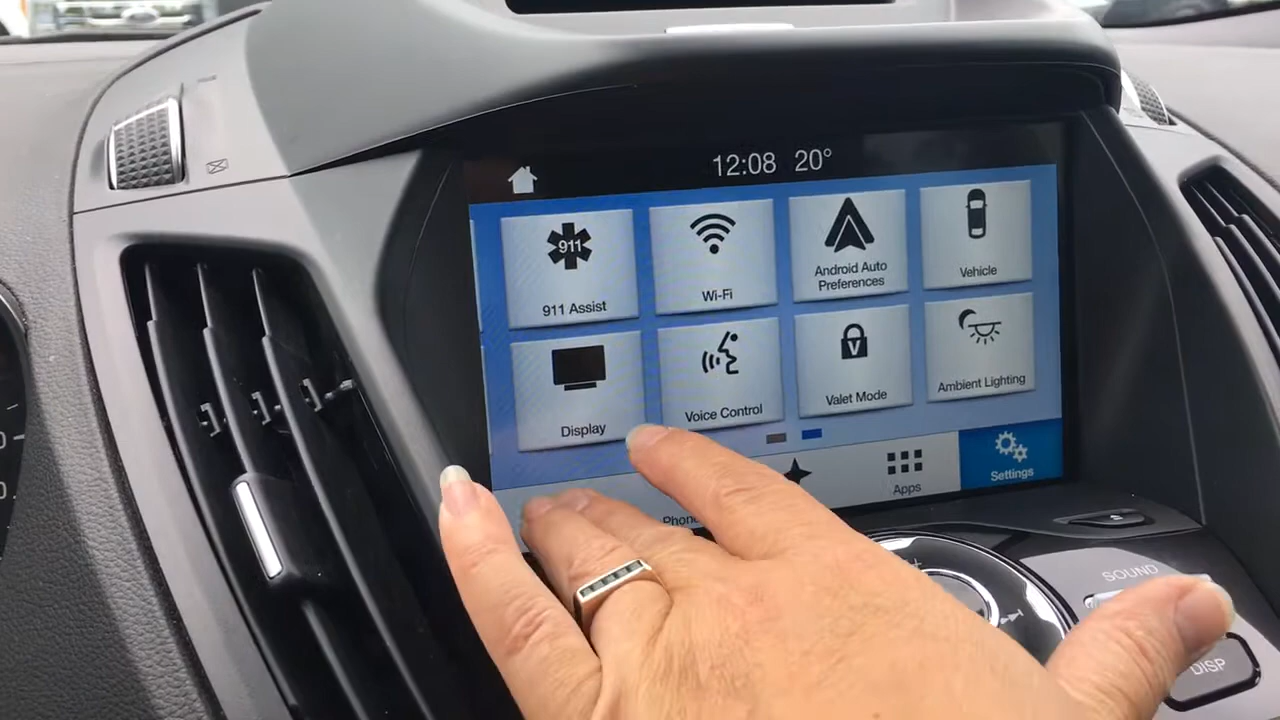 12:08 20°
911
911 Assist
Wi-Fi
Android Auto
Preferences
Vehicle
Display
Voice Control
V
Valet Mode
Ambient Lighting
Phone
Apps
Settings
SOUND
DISP